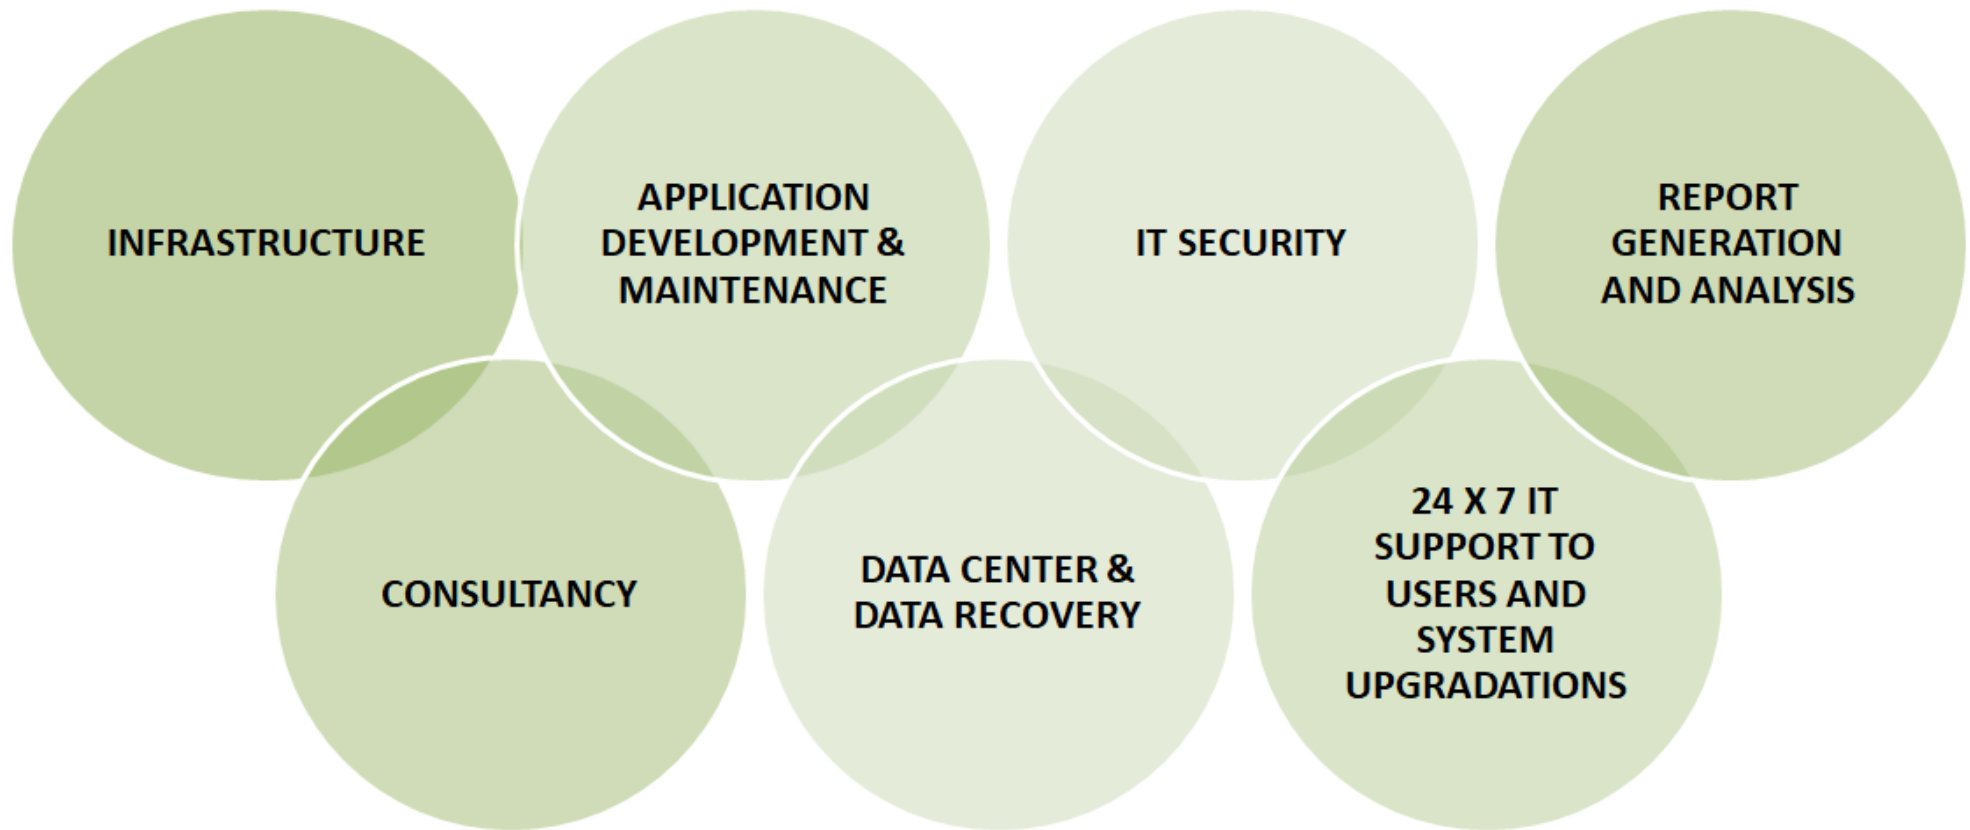 INFRASTRUCTURE
APPLICATION
DEVELOPMENT &
MAINTENANCE
IT SECURITY
REPORT
GENERATION
AND ANALYSIS
CONSULTANCY
DATA CENTER &
DATA RECOVERY
24 X 7 IT
SUPPORT TO
USERS AND
SYSTEM
UPGRADATIONS